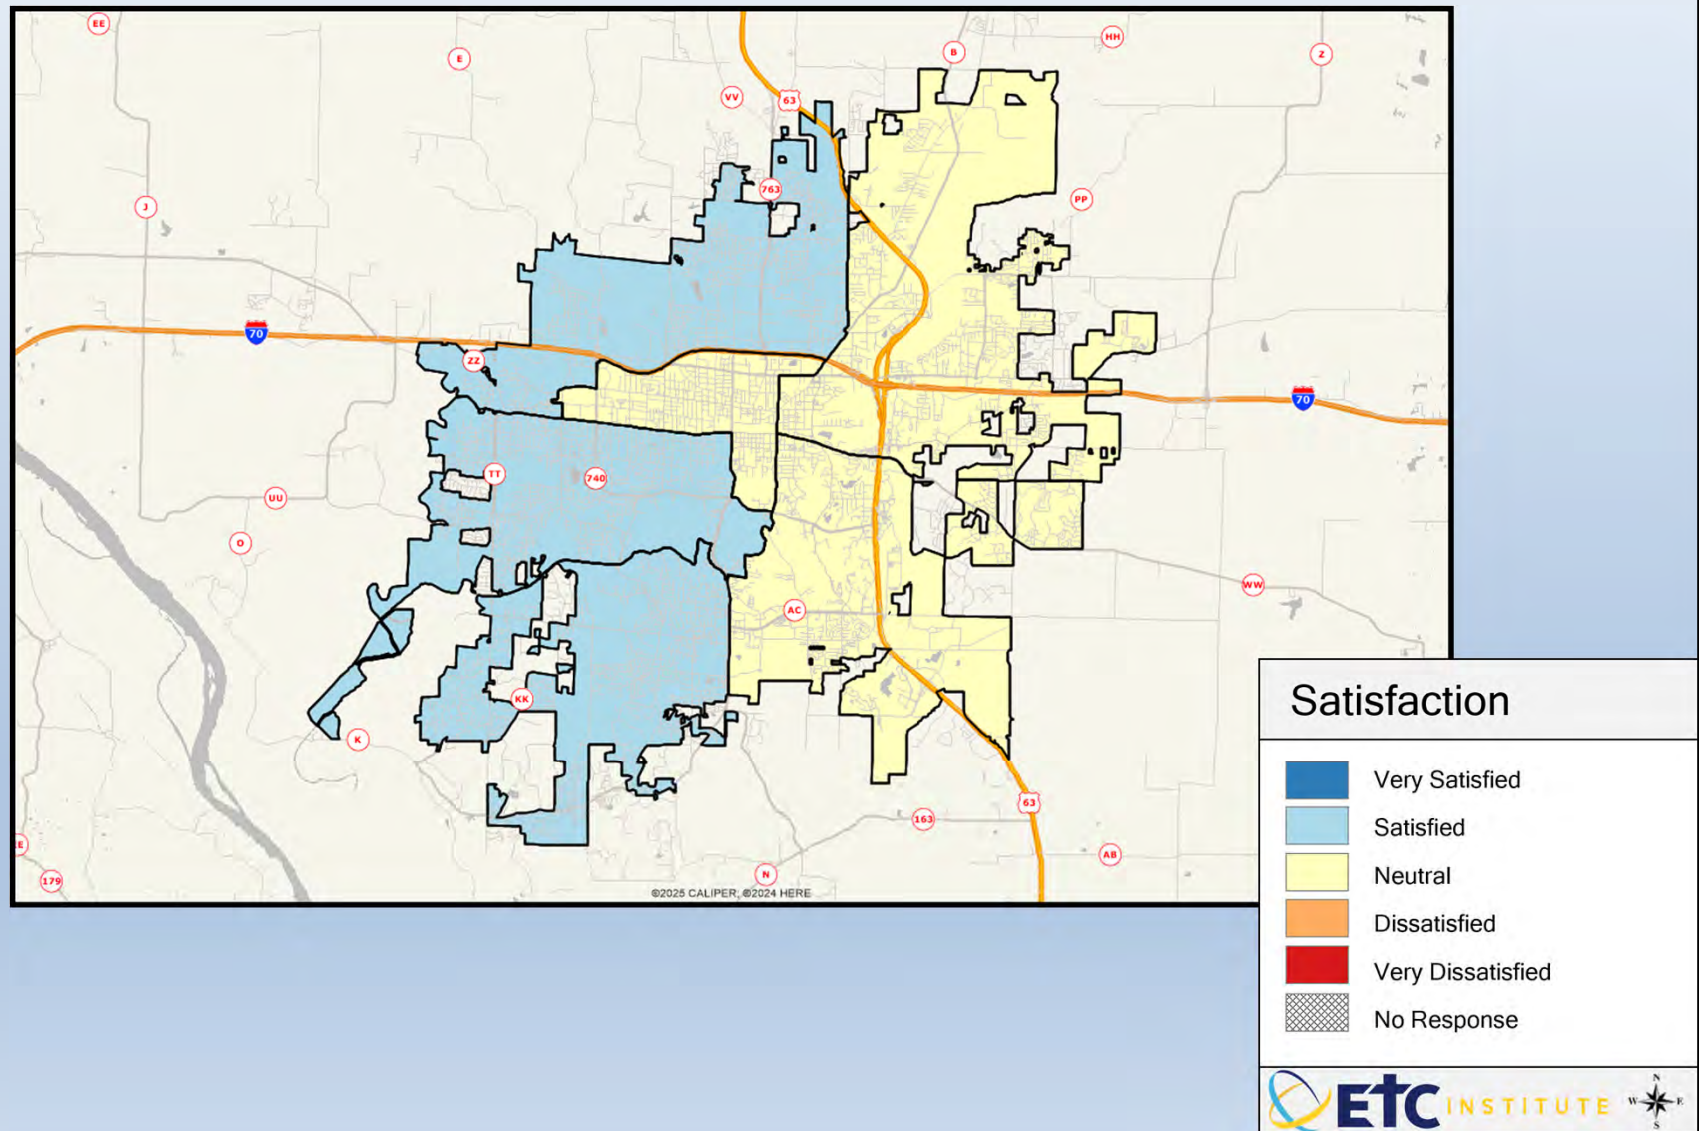 EE
E
B
HH
Z
VV
63
J
763
PP
70
ZZ
70
TT
740
UU
O
WW
AC
KK
K
63
163
AB
N
179
©2025 CALIPER; ©2024 HERE
Satisfaction
Very Satisfied
Satisfied
Neutral
Dissatisfied
Very Dissatisfied
No Response
ETC INSTITUTE
N
W E
S